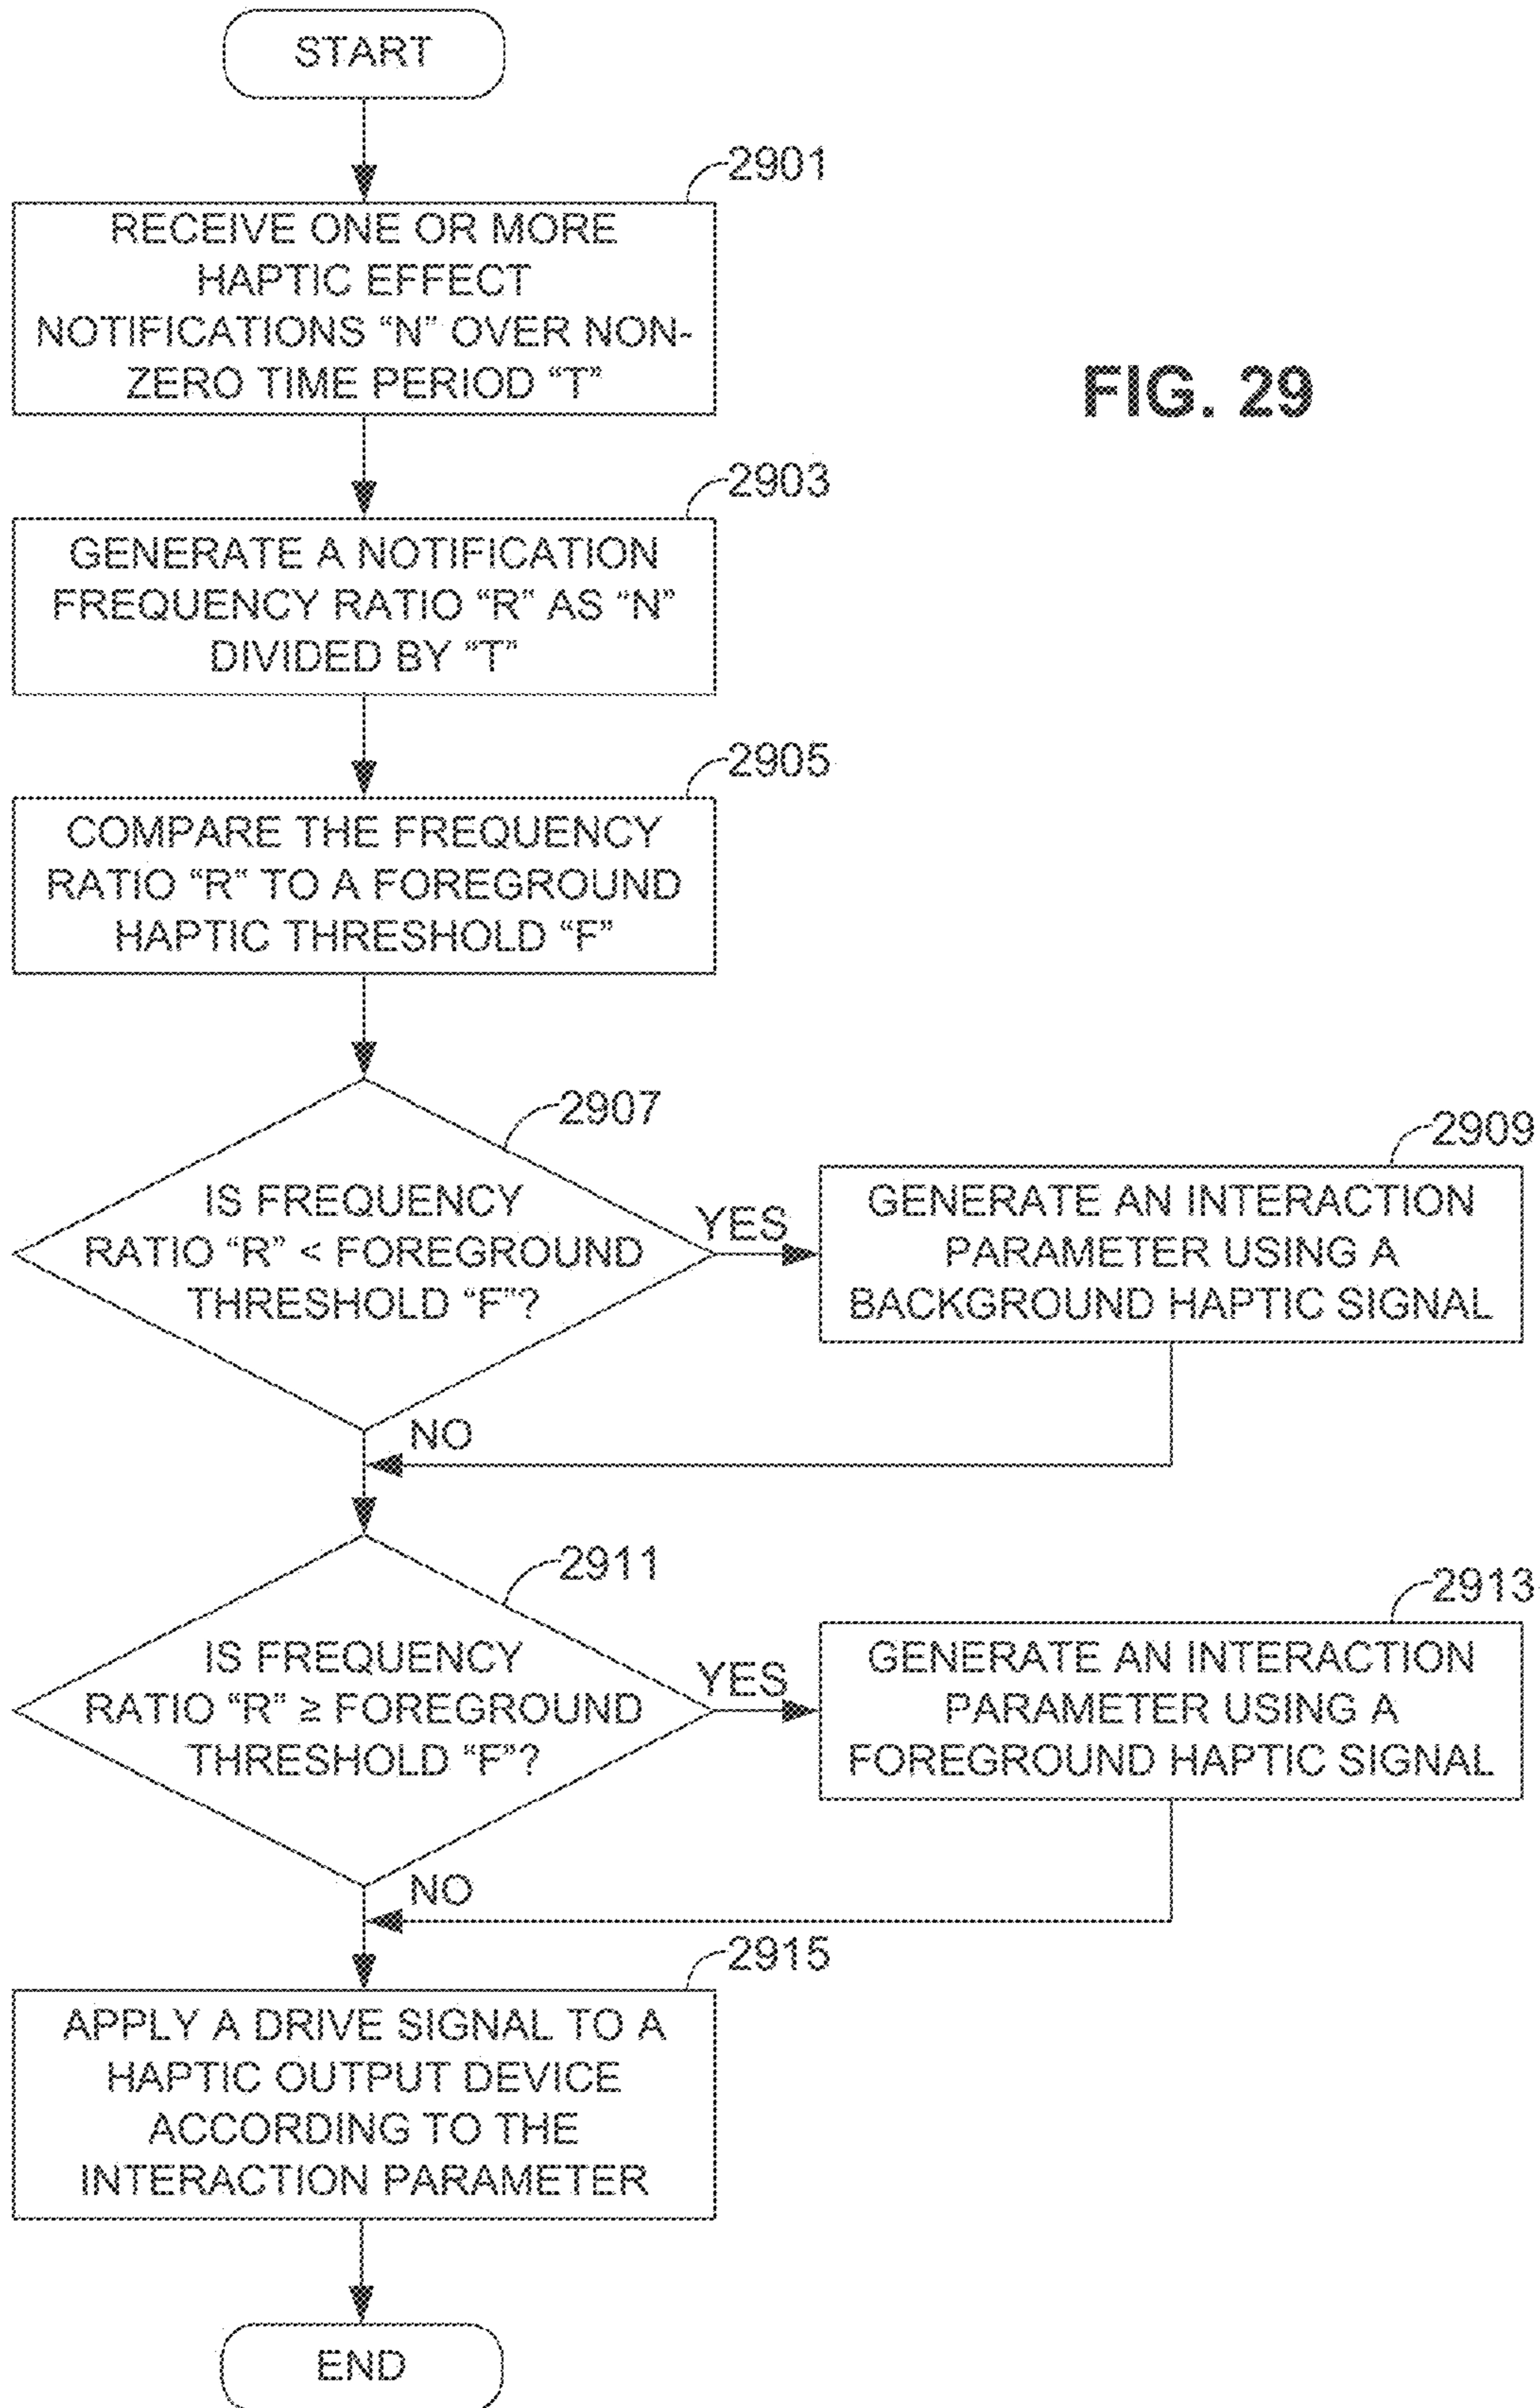 START
2901
RECEIVE ONE OR MORE
HAPTIC EFFECT
NOTIFICATIONS “N” OVER NON-
ZERO TIME PERIOD “T”
FIG. 29
2903
GENERATE A NOTIFICATION
FREQUENCY RATIO “R” AS “N”
DIVIDED BY “T”
2905
COMPARE THE FREQUENCY
RATIO “R” TO A FOREGROUND
HAPTIC THRESHOLD “F”
2907
IS FREQUENCY
RATIO “R” < FOREGROUND
THRESHOLD “F”?
YES
2909
GENERATE AN INTERACTION
PARAMETER USING A
BACKGROUND HAPTIC SIGNAL
NO
2911
IS FREQUENCY
RATIO “R” ≥ FOREGROUND
THRESHOLD “F”?
YES
2913
GENERATE AN INTERACTION
PARAMETER USING A
FOREGROUND HAPTIC SIGNAL
NO
2915
APPLY A DRIVE SIGNAL TO A
HAPTIC OUTPUT DEVICE
ACCORDING TO THE
INTERACTION PARAMETER
END